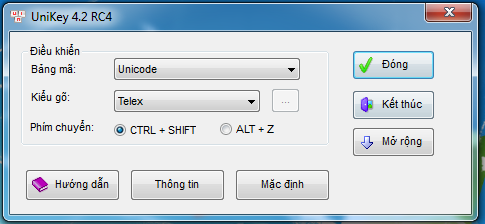 UniKey 4.2 RC4
Điều khiển
Bảng mã:
Unicode
Đóng
Kiểu gõ:
Telex
...
Kết thúc
Phím chuyển:
CTRL + SHIFT
ALT + Z
Mở rộng
Hướng dẫn
Thông tin
Mặc định